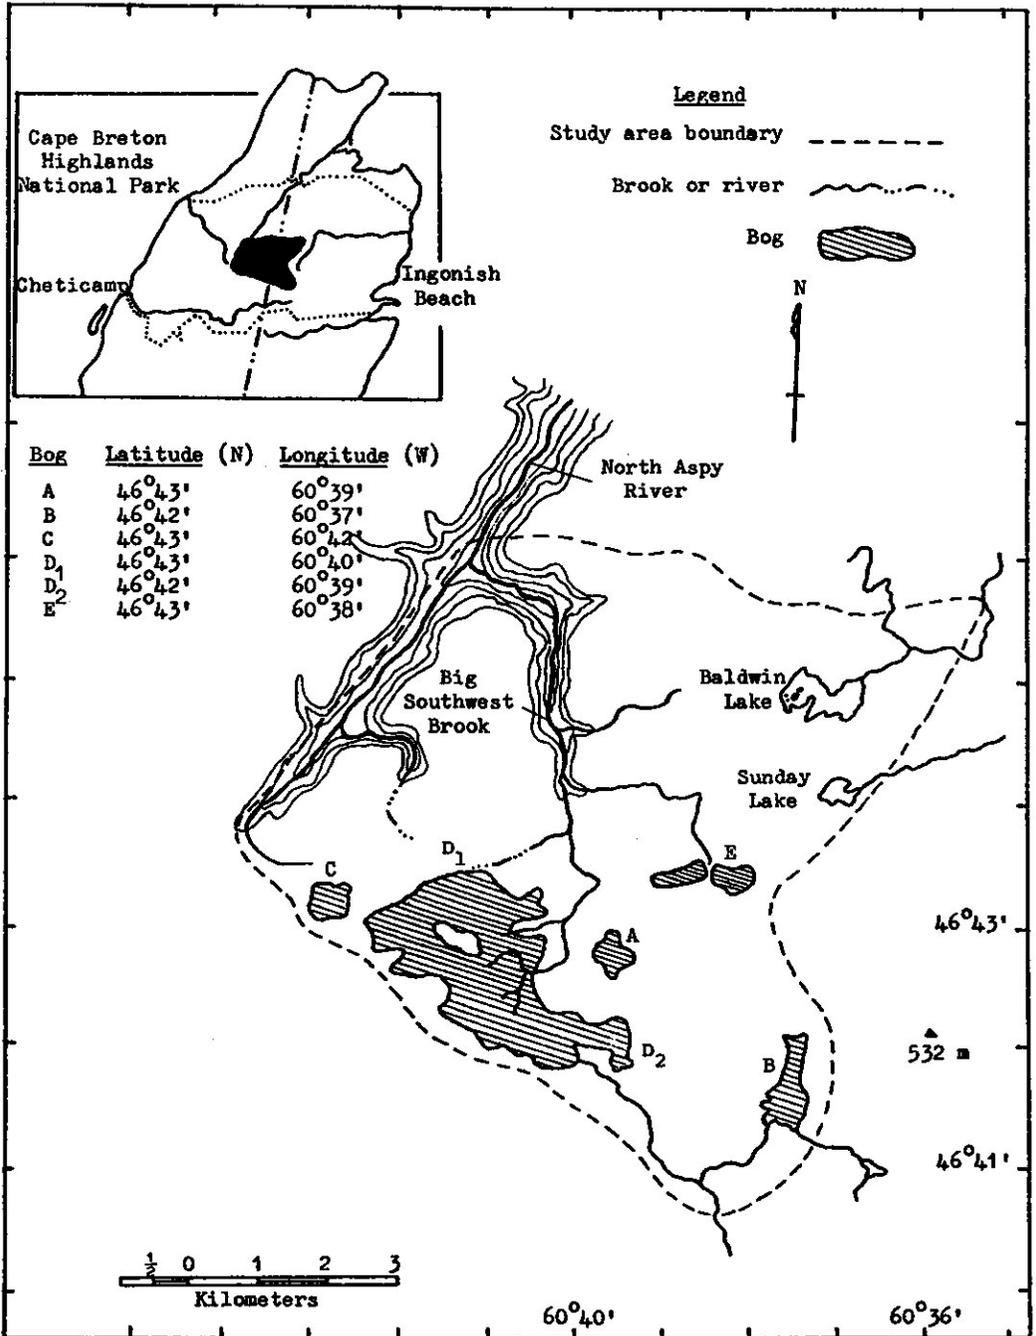 Legend
Study area boundary
Brook or river
Bog
N
Cape Breton
Highlands
National Park
Cheticamp
Ingonish
Beach
Bog Latitude (N) Longitude (W)
A 46°43' 60°39'
B 46°42' 60°37'
C 46°43' 60°42'
D1 46°43' 60°40'
D2 46°42' 60°39'
E 46°43' 60°38'
North Aspy
River
Big
Southwest
Brook
Baldwin
Lake
Sunday
Lake
C
D1
E
A
46°43'
532 m
D2
B
46°41'
½ 0 1 2 3
Kilometers
60°40' 60°36'